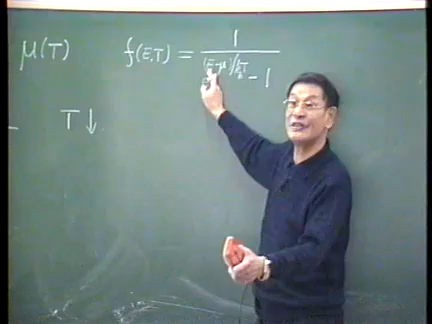 μ(T) f(E,T) = 1 / (e^{(E-μ)/kT} - 1)
T↓